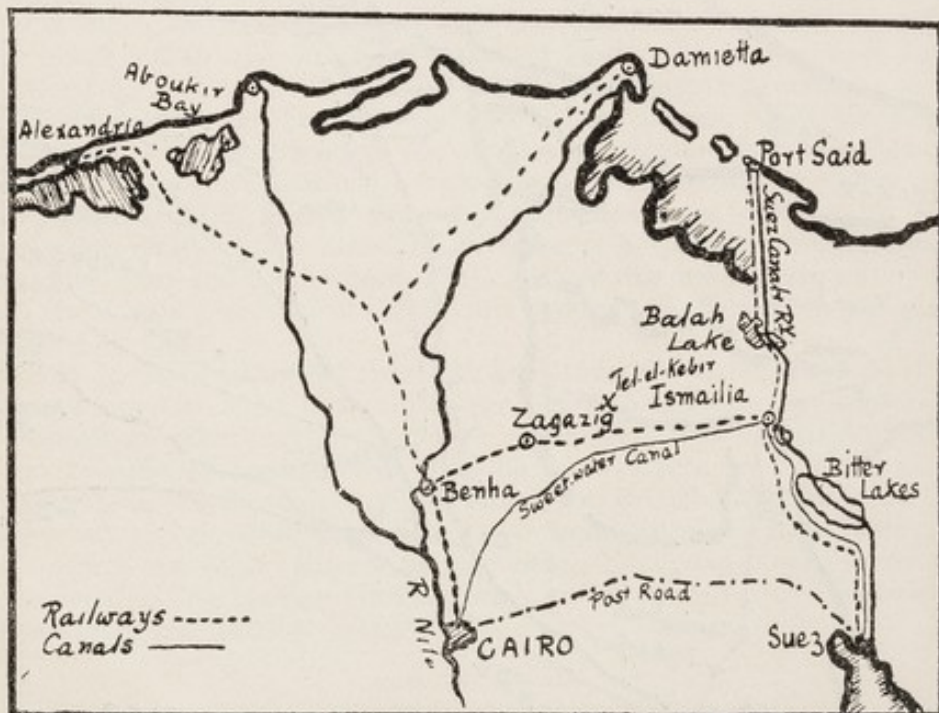 Damietta
Aboukir
Bay
Alexandria
Port Said
Suez Canal & Ry.
Balah
Lake
Tel-el-Kebir
Ismailia
Zagazig
Sweet-water Canal
Bitter
Lakes
Benha
Post Road
R
Nile
Railways
Canals
CAIRO
Suez